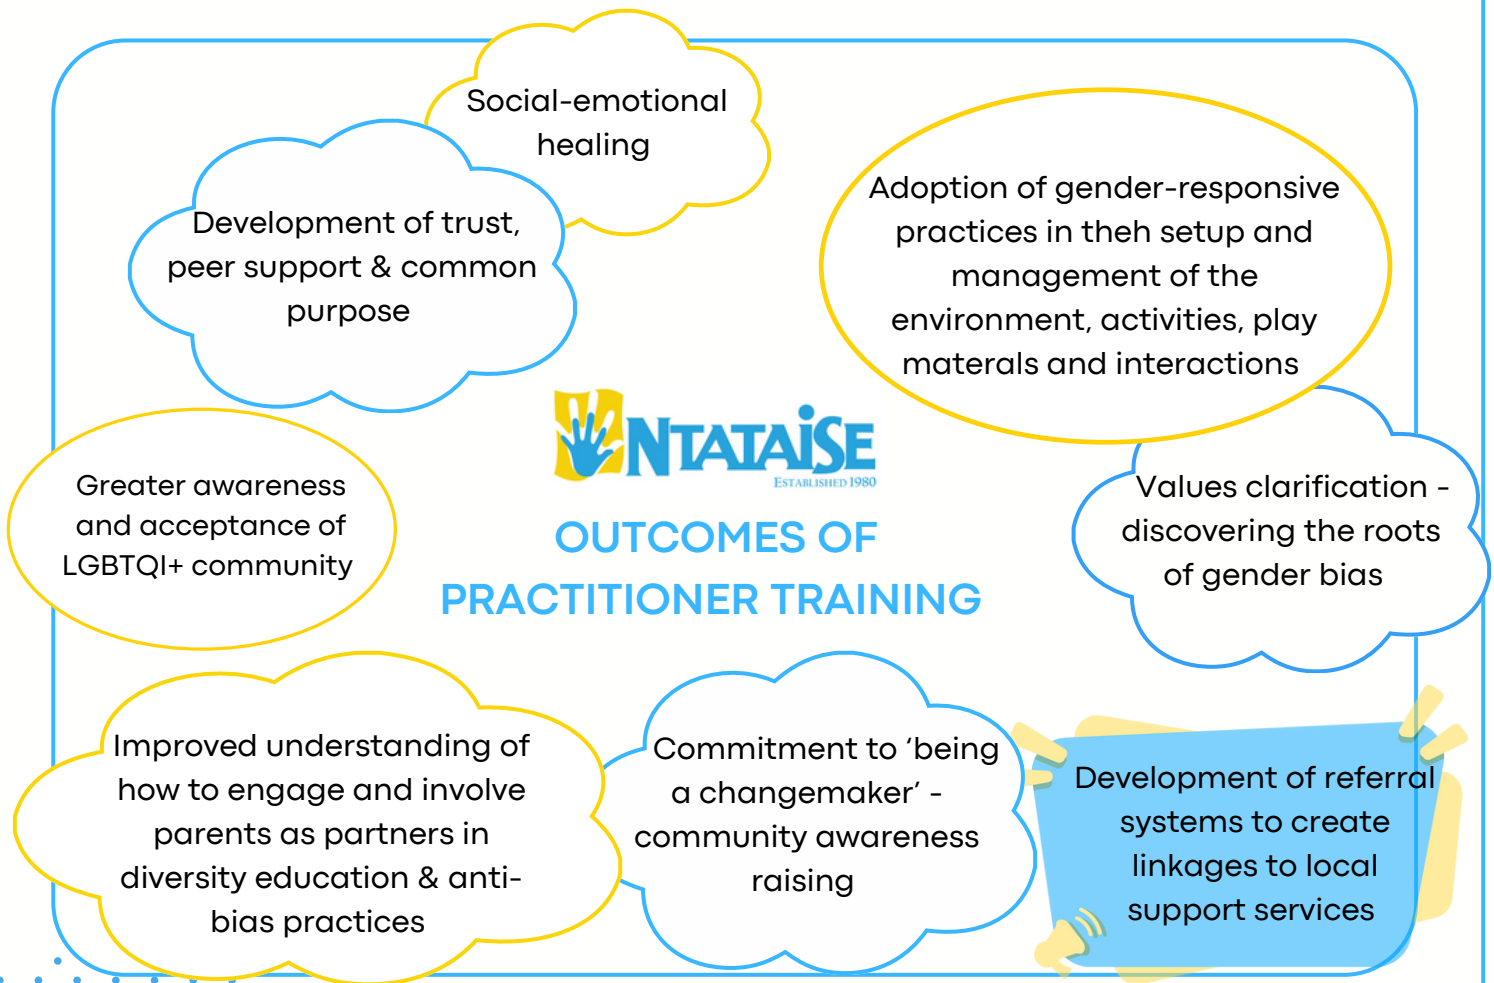 Social-emotional
healing
Development of trust,
peer support & common
purpose
Adoption of gender-responsive
practices in theh setup and
management of the
environment, activities, play
materals and interactions
NTATAISE
ESTABLISHED 1980
OUTCOMES OF
PRACTITIONER TRAINING
Greater awareness
and acceptance of
LGBTQI+ community
Values clarification -
discovering the roots
of gender bias
Improved understanding of
how to engage and involve
parents as partners in
diversity education & anti-
bias practices
Commitment to ‘being
a changemaker’ -
community awareness
raising
Development of referral
systems to create
linkages to local
support services